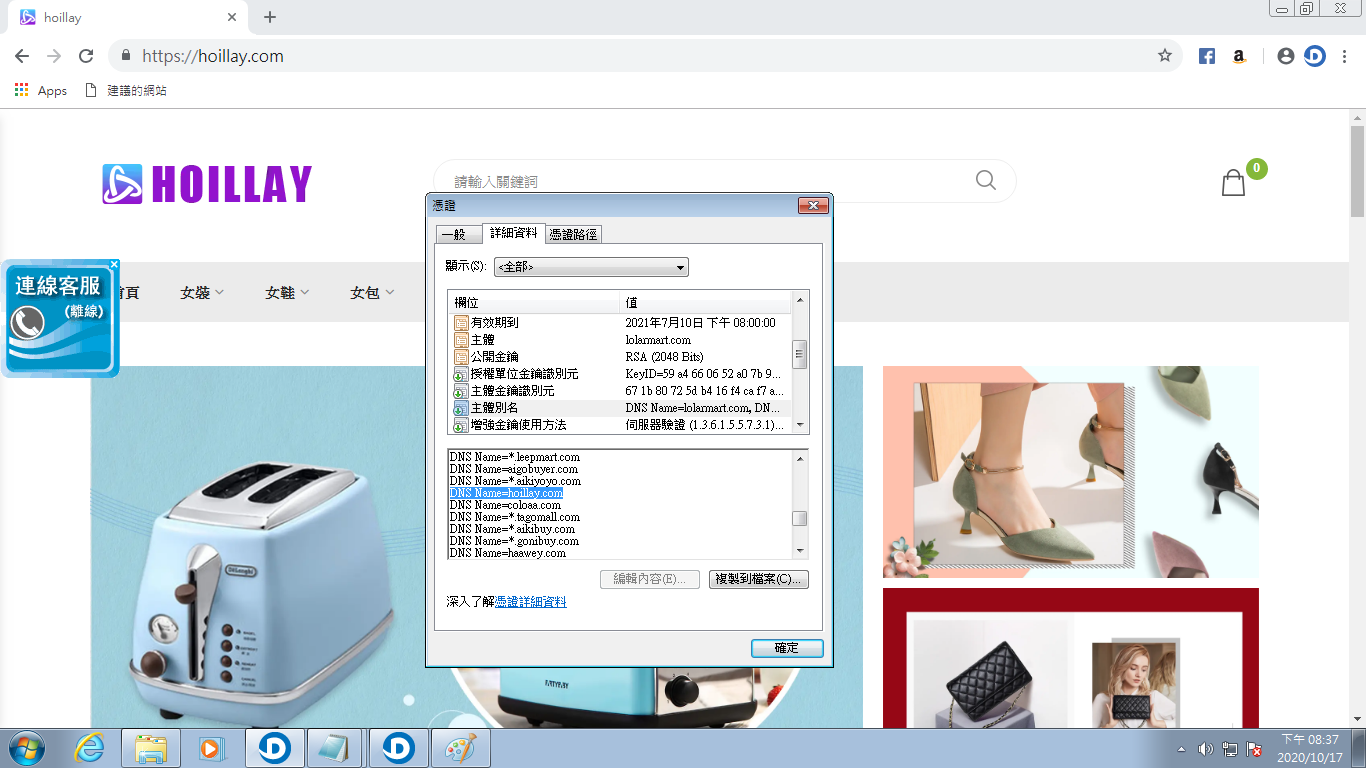 hoillay
https://hoillay.com
Apps
建議的網站
HOILLAY
請輸入關鍵詞
0
首頁
女裝
女鞋
女包
連線客服
(離線)
憑證
一般
詳細資料
憑證路徑
顯示(S):
<全部>
欄位 值
有效期到 2021年7月10日 下午 08:00:00
主體 lolarmart.com
公開金鑰 RSA (2048 Bits)
授權單位金鑰識別元 KeyID=59 a4 66 06 52 a0 7b 9...
主體金鑰識別元 67 1b 80 72 5d b4 16 f4 ca f7 a...
主體別名 DNS Name=lolarmart.com, DN...
增強金鑰使用方法 伺服器驗證 (1.3.6.1.5.5.7.3.1)...
DNS Name=*.leepmart.com
DNS Name=aigobuyer.com
DNS Name=*.aikiyoyo.com
DNS Name=hoillay.com
DNS Name=coloaa.com
DNS Name=*.tagomall.com
DNS Name=*.aikibuy.com
DNS Name=*.gonibuy.com
DNS Name=haawey.com
編輯內容(E)...
複製到檔案(C)...
深入了解憑證詳細資料
確定
DeLonghi
下午 08:37
2020/10/17